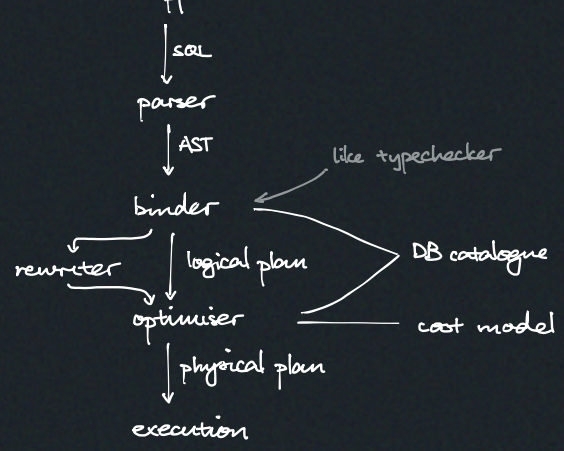 SQL
parser
AST
like typechecker
binder
rewriter
logical plan
DB catalogue
optimiser
cost model
physical plan
execution